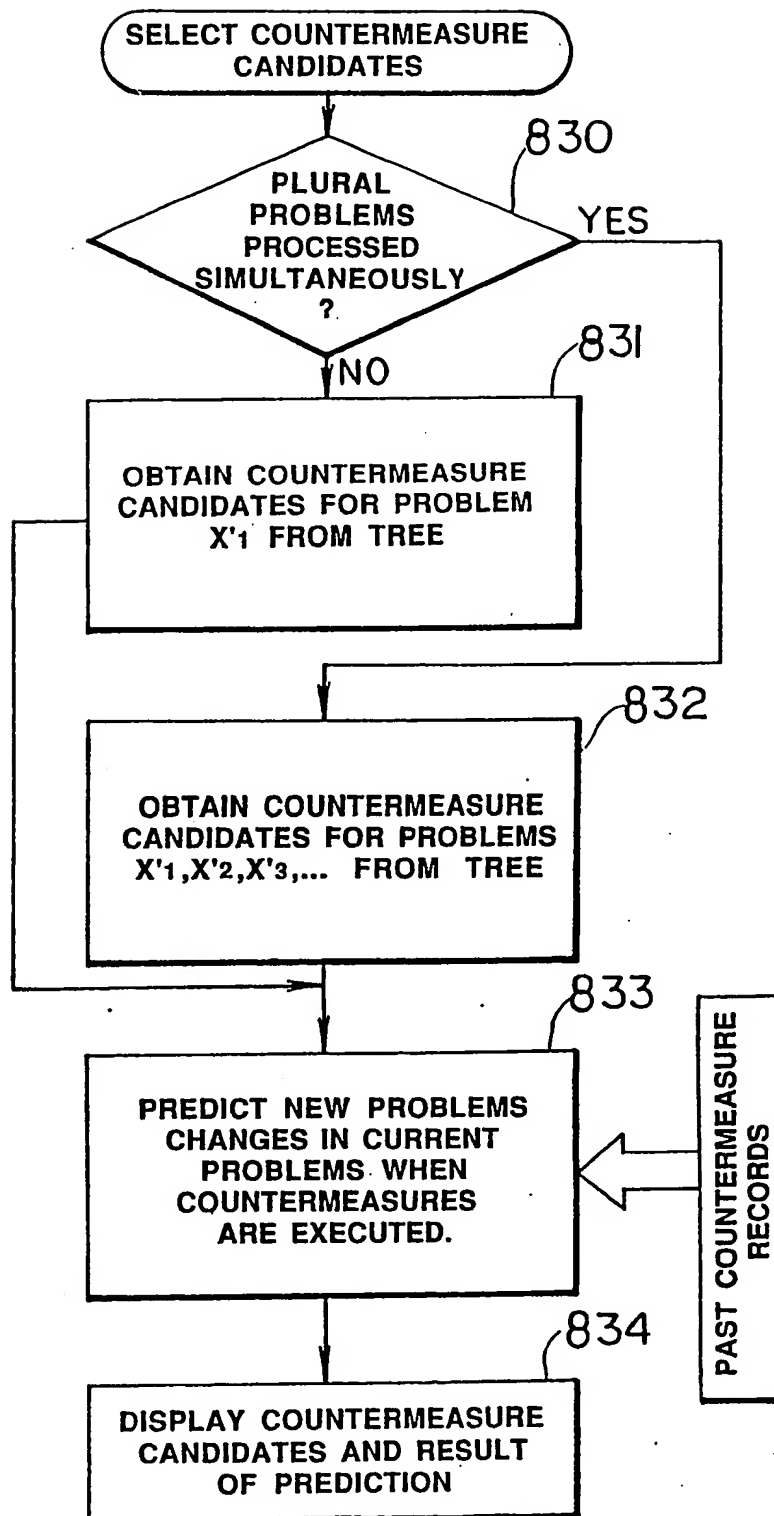 SELECT COUNTERMEASURE
CANDIDATES
830
PLURAL
PROBLEMS
PROCESSED
SIMULTANEOUSLY
?
YES
NO
831
OBTAIN COUNTERMEASURE
CANDIDATES FOR PROBLEM
X'1 FROM TREE
832
OBTAIN COUNTERMEASURE
CANDIDATES FOR PROBLEMS
X'1,X'2,X'3,... FROM TREE
833
PREDICT NEW PROBLEMS
CHANGES IN CURRENT
PROBLEMS WHEN
COUNTERMEASURES
ARE EXECUTED.
PAST COUNTERMEASURE
RECORDS
834
DISPLAY COUNTERMEASURE
CANDIDATES AND RESULT
OF PREDICTION